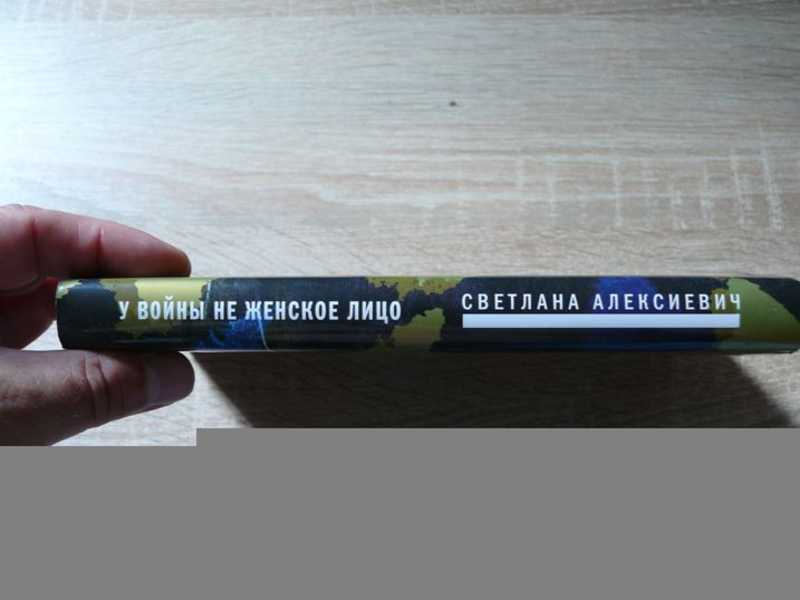 У ВОЙНЫ НЕ ЖЕНСКОЕ ЛИЦО
СВЕТЛАНА АЛЕКСИЕВИЧ